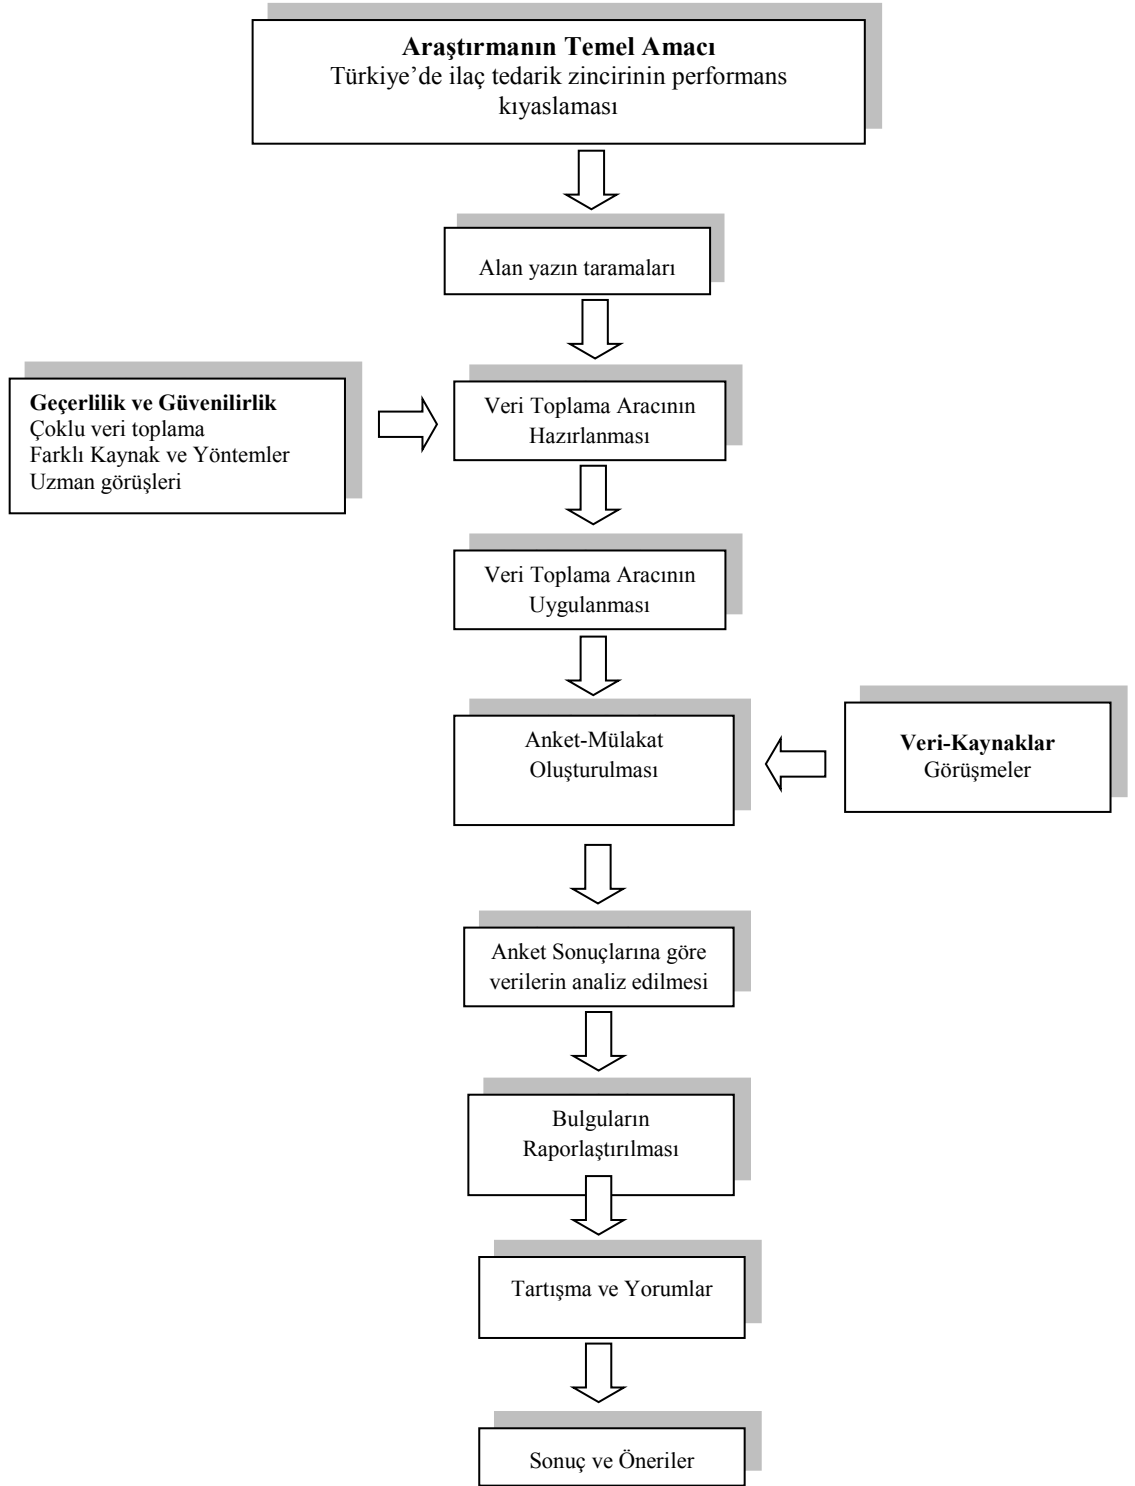 Araştırmanın Temel Amacı
Türkiye’de ilaç tedarik zincirinin performans
kıyaslaması
Alan yazın taramaları
Geçerlilik ve Güvenilirlik
Çoklu veri toplama
Farklı Kaynak ve Yöntemler
Uzman görüşleri
Veri Toplama Aracının
Hazırlanması
Veri Toplama Aracının
Uygulanması
Anket-Mülakat
Oluşturulması
Veri-Kaynaklar
Görüşmeler
Anket Sonuçlarına göre
verilerin analiz edilmesi
Bulguların
Raporlaştırılması
Tartışma ve Yorumlar
Sonuç ve Öneriler